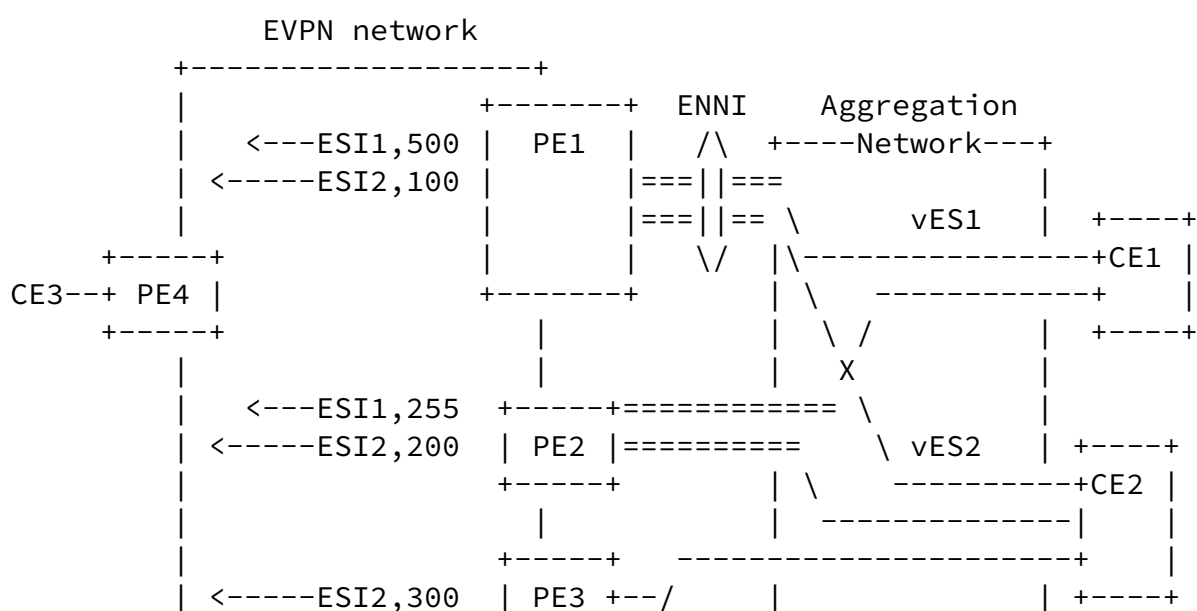 EVPN network
ENNI Aggregation
<---ESI1,500 PE1 Network
<-----ESI2,100
vES1
CE1
CE3 PE4
X
<---ESI1,255
<-----ESI2,200 PE2 vES2
CE2
<-----ESI2,300 PE3